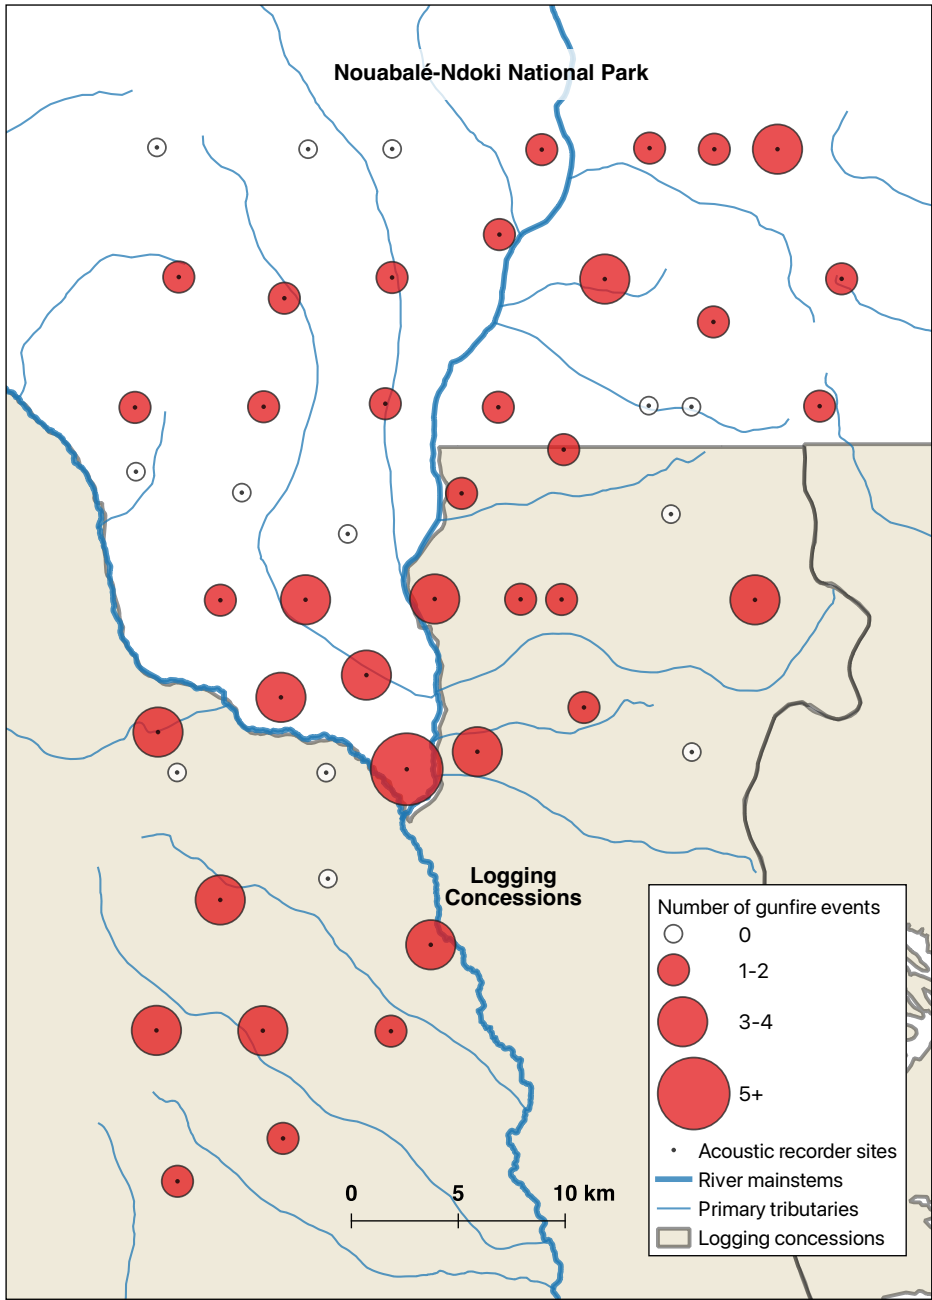 Nouabalé-Ndoki National Park
Logging
Concessions
Number of gunfire events
0
1-2
3-4
5+
Acoustic recorder sites
River mainstems
Primary tributaries
Logging concessions
0 5 10 km